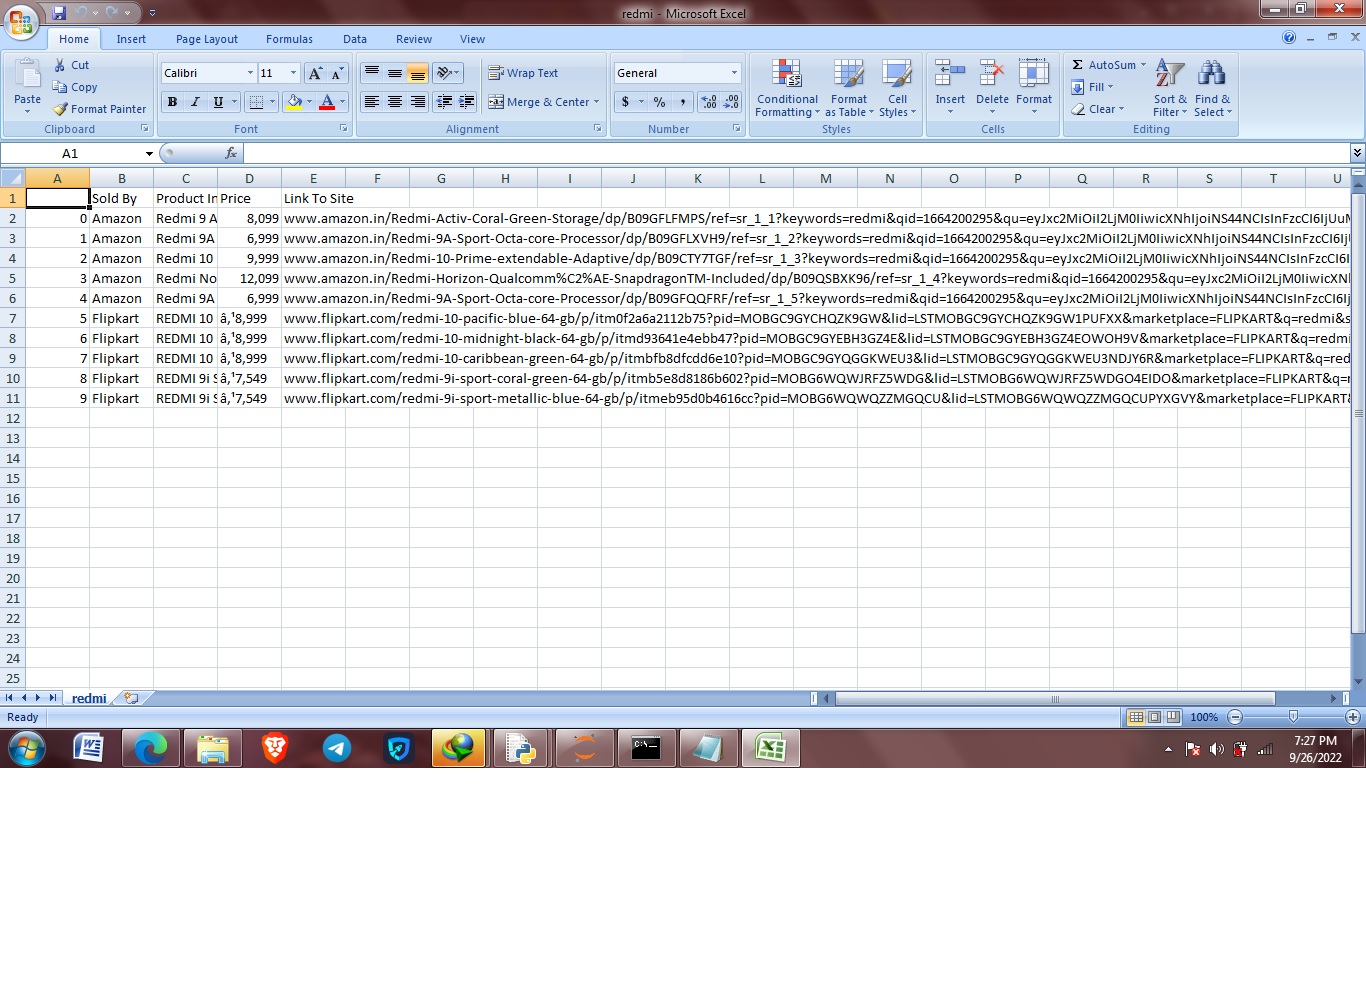 redmi - Microsoft Excel
Home Insert Page Layout Formulas Data Review View
Paste Cut Copy Format Painter Clipboard
Calibri 11 B I U A A A Font
Wrap Text Merge & Center Alignment
General $ % , .00 Number
Conditional Formatting Format as Table Cell Styles Styles
Insert Delete Format Cells
Σ AutoSum Fill Clear Sort & Filter Find & Select Editing
A1 fx
A B C D E F G H I J K L M N O P Q R S T U
1 Sold By Product In Price Link To Site
2 0 Amazon Redmi 9 A 8,099 www.amazon.in/Redmi-Activ-Coral-Green-Storage/dp/B09GFLFMPS/ref=sr_1_1?keywords=redmi&qid=1664200295&qu=eyJxc2MiOiI2LjM0IiwicXNhIjoiNS44NCIsInFzcCI6IjUuM
3 1 Amazon Redmi 9A 6,999 www.amazon.in/Redmi-9A-Sport-Octa-core-Processor/dp/B09GFLXVH9/ref=sr_1_2?keywords=redmi&qid=1664200295&qu=eyJxc2MiOiI2LjM0IiwicXNhIjoiNS44NCIsInFzcCI6Ij
4 2 Amazon Redmi 10 9,999 www.amazon.in/Redmi-10-Prime-extendable-Adaptive/dp/B09CTY7TGF/ref=sr_1_3?keywords=redmi&qid=1664200295&qu=eyJxc2MiOiI2LjM0IiwicXNhIjoiNS44NCIsInFzcCI6
5 3 Amazon Redmi No 12,099 www.amazon.in/Redmi-Horizon-Qualcomm%C2%AE-SnapdragonTM-Included/dp/B09QSBXK96/ref=sr_1_4?keywords=redmi&qid=1664200295&qu=eyJxc2MiOiI2LjM0IiwicXN
6 4 Amazon Redmi 9A 6,999 www.amazon.in/Redmi-9A-Sport-Octa-core-Processor/dp/B09GFQQFRF/ref=sr_1_5?keywords=redmi&qid=1664200295&qu=eyJxc2MiOiI2LjM0IiwicXNhIjoiNS44NCIsInFzcCI6Ij
7 5 Flipkart REDMI 10 â‚¹8,999 www.flipkart.com/redmi-10-pacific-blue-64-gb/p/itm0f2a6a2112b75?pid=MOBGC9GYCHQZK9GW&lid=LSTMOBGC9GYCHQZK9GW1PUFXX&marketplace=FLIPKART&q=redmi&s
8 6 Flipkart REDMI 10 â‚¹8,999 www.flipkart.com/redmi-10-midnight-black-64-gb/p/itmd93641e4ebb47?pid=MOBGC9GYEBH3GZ4E&lid=LSTMOBGC9GYEBH3GZ4EOWOH9V&marketplace=FLIPKART&q=redmi
9 7 Flipkart REDMI 10 â‚¹8,999 www.flipkart.com/redmi-10-caribbean-green-64-gb/p/itmbfb8dfcdd6e10?pid=MOBGC9GYQGGKWEU3&lid=LSTMOBGC9GYQGGKWEU3NDJY6R&marketplace=FLIPKART&q=red
10 8 Flipkart REDMI 9i S â‚¹7,549 www.flipkart.com/redmi-9i-sport-coral-green-64-gb/p/itmb5e8d8186b602?pid=MOBG6WQWJRFZ5WDG&lid=LSTMOBG6WQWJRFZ5WDGO4EIDO&marketplace=FLIPKART&q=r
11 9 Flipkart REDMI 9i S â‚¹7,549 www.flipkart.com/redmi-9i-sport-metallic-blue-64-gb/p/itmeb95d0b4616cc?pid=MOBG6WQWQZZMGQCU&lid=LSTMOBG6WQWQZZMGQCUPYXGVY&marketplace=FLIPKART&
12
13
14
15
16
17
18
19
20
21
22
23
24
25
redmi
Ready 100%
7:27 PM
9/26/2022